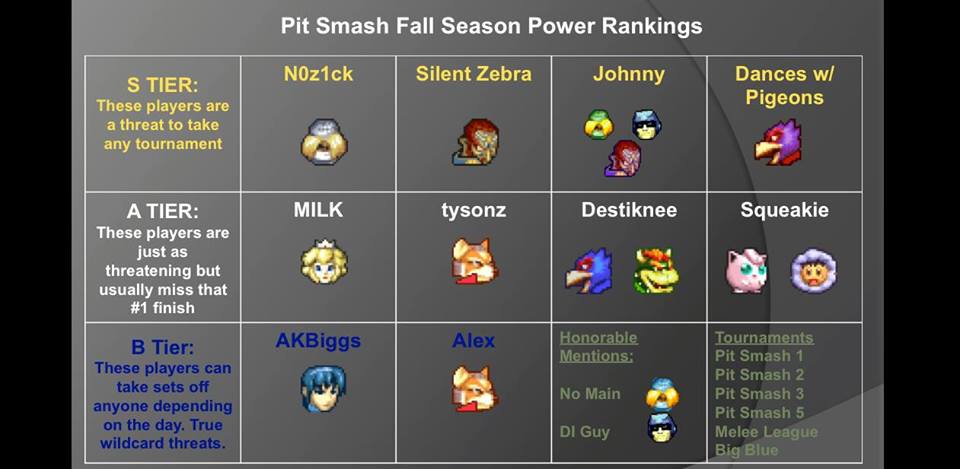 Pit Smash Fall Season Power Rankings
S TIER:
These players are
a threat to take
any tournament
N0z1ck
Silent Zebra
Johnny
Dances w/
Pigeons
A TIER:
These players are
just as
threatening but
usually miss that
#1 finish
MILK
tysonz
Destiknee
Squeakie
B Tier:
These players can
take sets off
anyone depending
on the day. True
wildcard threats.
AKBiggs
Alex
Honorable
Mentions:
No Main
DI Guy
Tournaments
Pit Smash 1
Pit Smash 2
Pit Smash 3
Pit Smash 5
Melee League
Big Blue